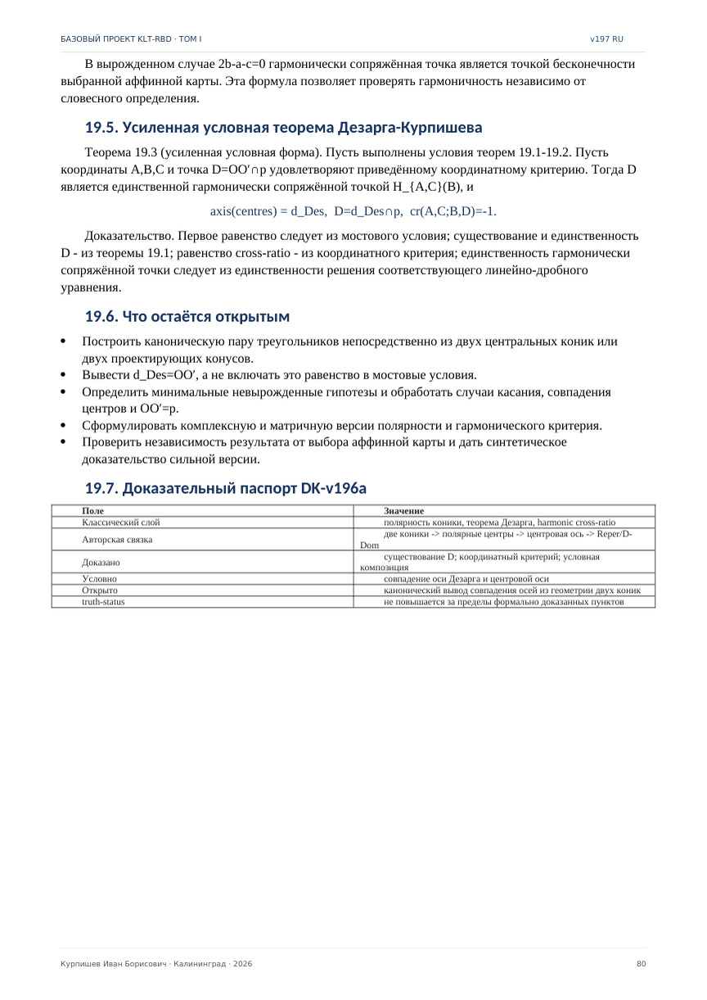 БАЗОВЫЙ ПРОЕКТ KLT-RBD · ТОМ I
v197 RU
В вырожденном случае 2b-a-c=0 гармонически сопряжённая точка является точкой бесконечности
выбранной аффинной карты. Эта формула позволяет проверять гармоничность независимо от
словесного определения.
19.5. Усиленная условная теорема Дезарга-Курпишева
Теорема 19.3 (усиленная условная форма). Пусть выполнены условия теорем 19.1-19.2. Пусть
координаты A,B,C и точка D=OO′∩p удовлетворяют приведённому координатному критерию. Тогда D
является единственной гармонически сопряжённой точкой H_{A,C}(B), и
axis(centres) = d_Des, D=d_Des∩p, cr(A,C;B,D)=-1.
Доказательство. Первое равенство следует из мостового условия; существование и единственность
D - из теоремы 19.1; равенство cross-ratio - из координатного критерия; единственность гармонически
сопряжённой точки следует из единственности решения соответствующего линейно-дробного
уравнения.
19.6. Что остаётся открытым
• Построить каноническую пару треугольников непосредственно из двух центральных коник или
двух проектирующих конусов.
• Вывести d_Des=OO′, а не включать это равенство в мостовые условия.
• Определить минимальные невырожденные гипотезы и обработать случаи касания, совпадения
центров и OO′=p.
• Сформулировать комплексную и матричную версии полярности и гармонического критерия.
• Проверить независимость результата от выбора аффинной карты и дать синтетическое
доказательство сильной версии.
19.7. Доказательный паспорт DK-v196a
Поле
Значение
Классический слой
полярность коники, теорема Дезарга, harmonic cross-ratio
Авторская связка
две коники -> полярные центры -> центровая ось -> Reper/D-
Dom
Доказано
существование D; координатный критерий; условная
композиция
Условно
совпадение оси Дезарга и центровой оси
Открыто
канонический вывод совпадения осей из геометрии двух коник
truth-status
не повышается за пределы формально доказанных пунктов
Курпишев Иван Борисович · Калининград · 2026
80